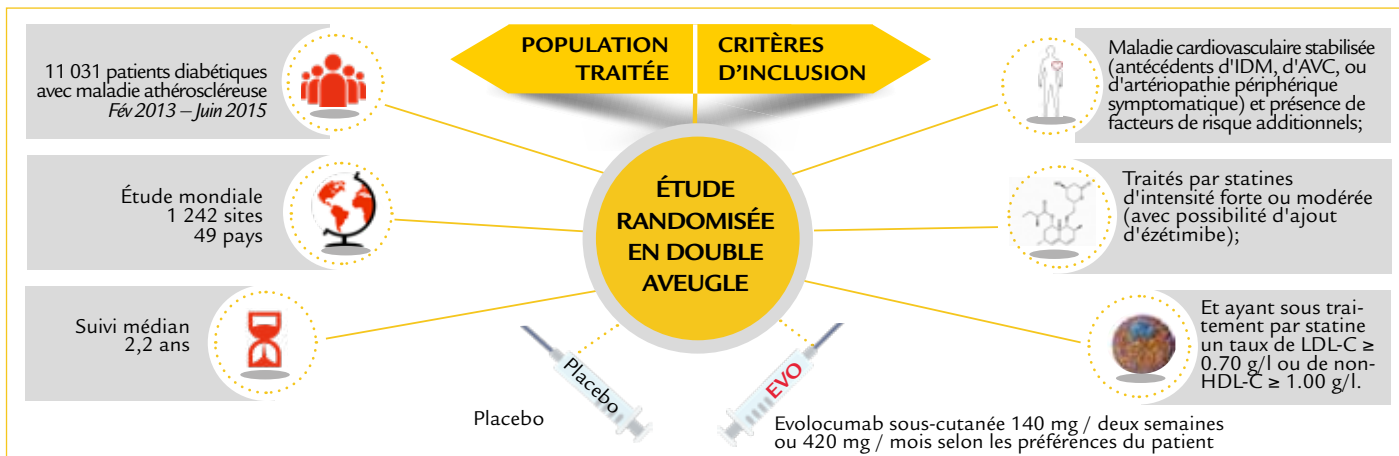 POPULATION
TRAITÉE
CRITÈRES
D'INCLUSION
11 031 patients diabétiques
avec maladie athéroscléreuse
Fév 2013 – Juin 2015
Étude mondiale
1 242 sites
49 pays
Suivi médian
2,2 ans
ÉTUDE
RANDOMISÉE
EN DOUBLE
AVEUGLE
Maladie cardiovasculaire stabilisée
(antécédents d'IDM, d'AVC, ou
d'artériopathie périphérique
symptomatique) et présence de
facteurs de risque additionnels;
Traités par statines
d'intensité forte ou modérée
(avec possibilité d'ajout
d'ézétimibe);
Et ayant sous trai-
tement par statine
un taux de LDL-C ≥
0.70 g/l ou de non-
HDL-C ≥ 1.00 g/l.
Placebo
Placebo
EVO
Evolocumab sous-cutanée 140 mg / deux semaines
ou 420 mg / mois selon les préférences du patient